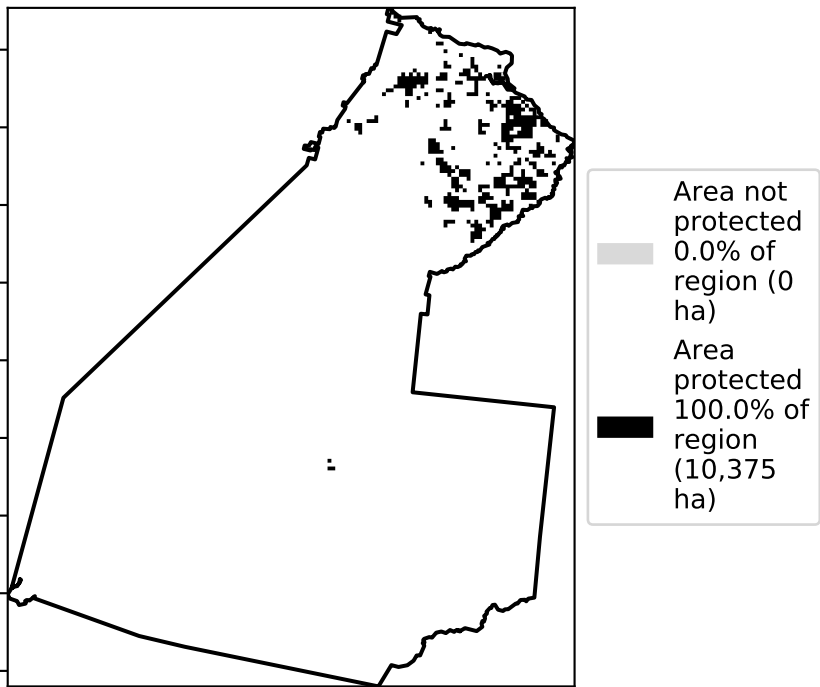 Area not
protected
0.0% of
region (0
ha)
Area
protected
100.0% of
region
(10,375
ha)